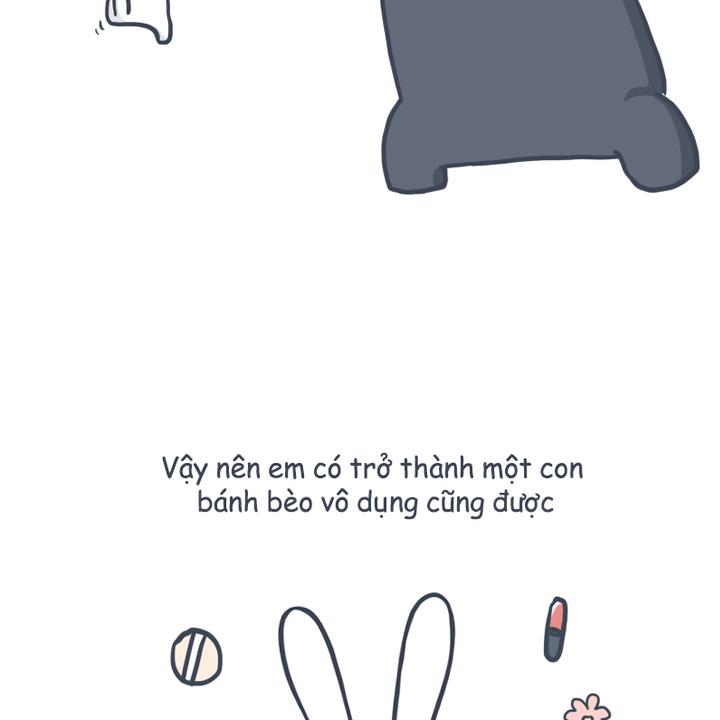 Vậy nên em có trở thành một con
bánh bèo vô dụng cũng được